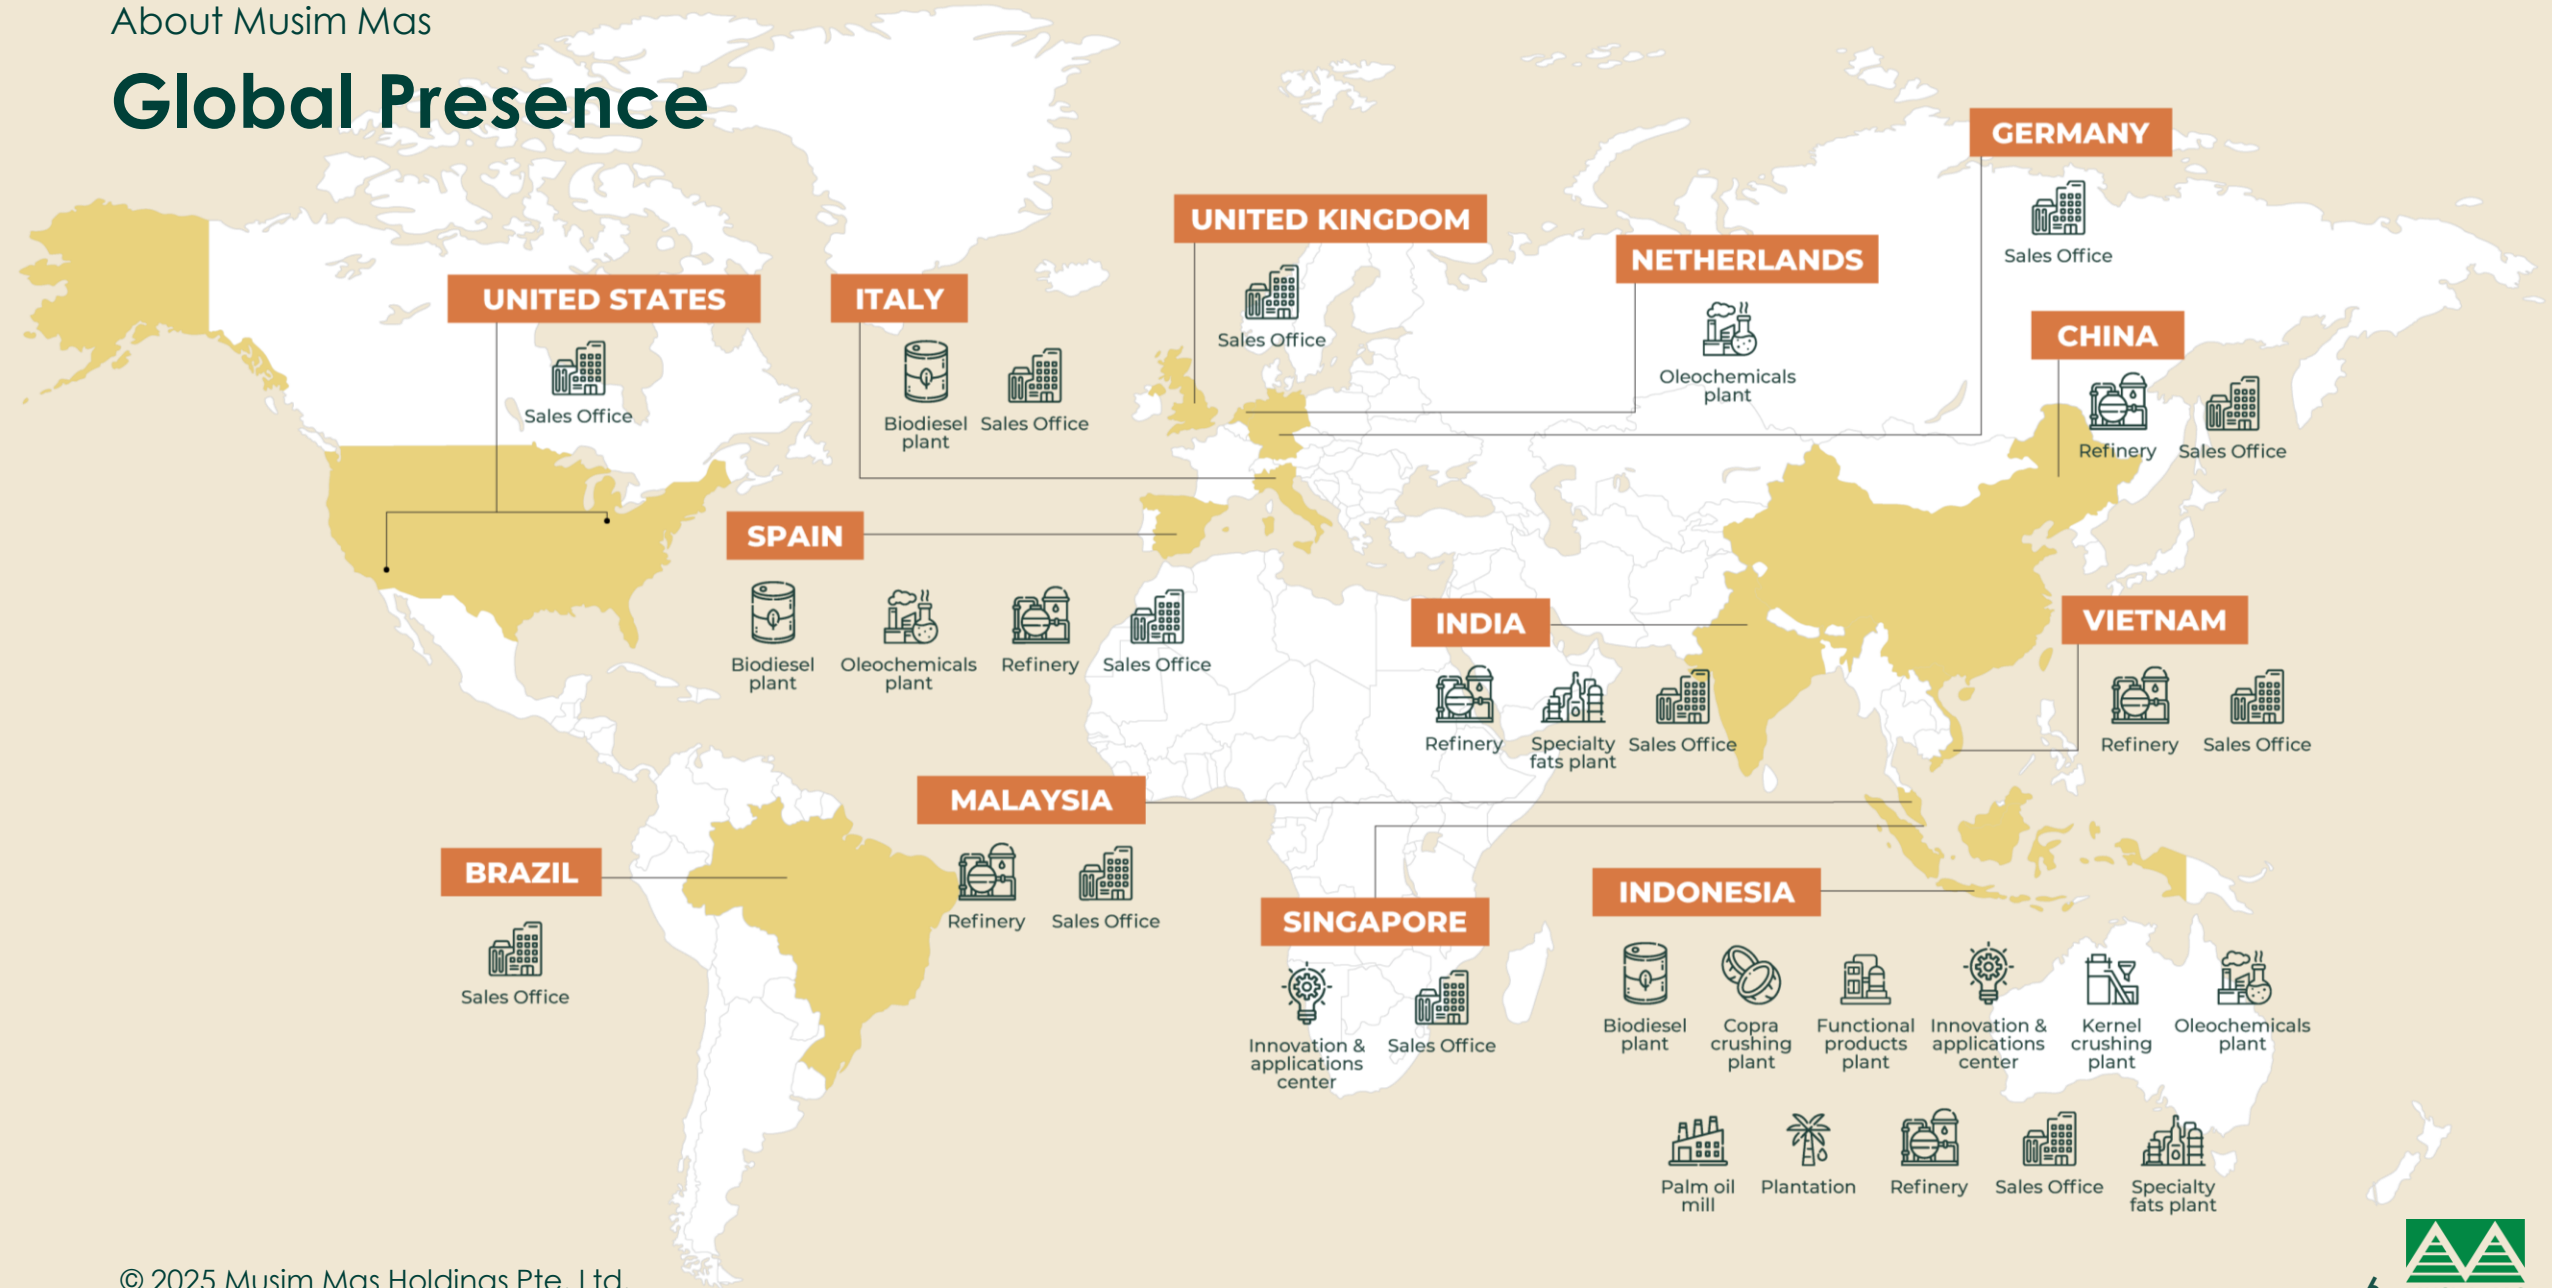 About Musim Mas
Global Presence
GERMANY
Sales Office
UNITED KINGDOM
Sales Office
NETHERLANDS
Oleochemicals
plant
UNITED STATES
Sales Office
ITALY
Biodiesel
plant
Sales Office
CHINA
Refinery
Sales Office
SPAIN
Biodiesel
plant
Oleochemicals
plant
Refinery
Sales Office
INDIA
Refinery
Specialty
fats plant
Sales Office
VIETNAM
Refinery
Sales Office
MALAYSIA
Refinery
Sales Office
BRAZIL
Sales Office
SINGAPORE
Innovation &
applications
center
Sales Office
INDONESIA
Biodiesel
plant
Copra
crushing
plant
Functional
products
plant
Innovation &
applications
center
Kernel
crushing
plant
Oleochemicals
plant
Palm oil
mill
Plantation
Refinery
Sales Office
Specialty
fats plant
© 2025 Musim Mas Holdings Pte. Ltd.